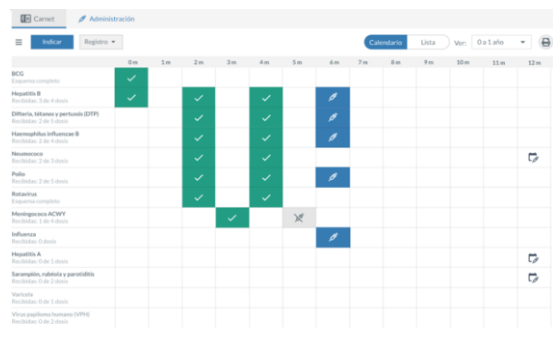 Carnet Administración
Indicar Registro Calendario Lista Ver: 0 a 1 año
0 m 1 m 2 m 3 m 4 m 5 m 6 m 7 m 8 m 9 m 10 m 11 m 12 m
BCG
Esquema completo
Hepatitis B
Recibidas: 3 de 4 dosis
Difteria, tétanos y pertussis (DTP)
Recibidas: 2 de 5 dosis
Haemophilus Influenzae B
Recibidas: 2 de 4 dosis
Neumococo
Recibidas: 2 de 3 dosis
Polio
Recibidas: 2 de 5 dosis
Rotavirus
Esquema completo
Meningococo ACWY
Recibidas: 1 de 4 dosis
Influenza
Recibidas: 0 dosis
Hepatitis A
Recibidas: 0 de 1 dosis
Sarampión, rubéola y parotiditis
Recibidas: 0 de 2 dosis
Varicela
Recibidas: 0 de 1 dosis
Virus papiloma humano (VPH)
Recibidas: 0 de 2 dosis